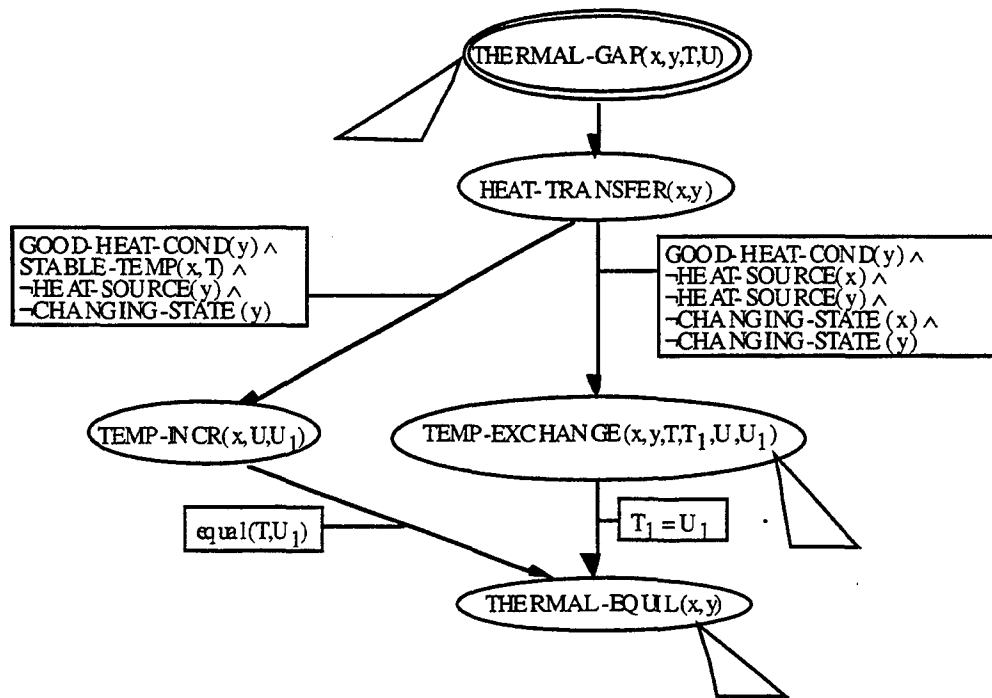 THERMAL-GAP(x,y,T,U)
HEAT-TRANSFER(x,y)
GOOD-HEAT-COND(y) ∧
STABLE-TEMP(x,T) ∧
¬HEAT-SOURCE(y) ∧
¬CHANGING-STATE(y)
GOOD-HEAT-COND(y) ∧
¬HEAT-SOURCE(x) ∧
¬HEAT-SOURCE(y) ∧
¬CHANGING-STATE(x) ∧
¬CHANGING-STATE(y)
TEMP-INCR(x,U,U₁)
TEMP-EXCHANGE(x,y,T,T₁,U,U₁)
equal(T,U₁)
T₁ = U₁
THERMAL-EQUIL(x,y)